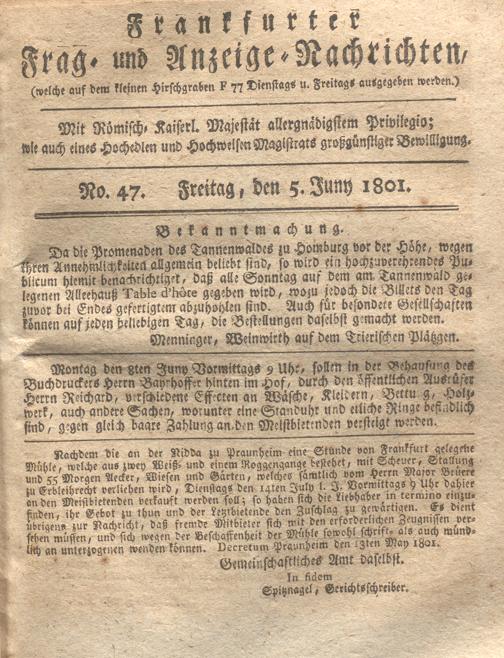 Frankfurter
Frag- und Anzeige-Nachrichten,
(welche auf dem kleinen Hirschgraben F 77 Dienstags u. Freitags ausgegeben werden.)
Mit Römisch- Kaiserl. Majestät allergnädigstem Privilegio;
wie auch eines Hochedlen und Hochweisen Magistrats großgünstiger Bewilligung.
No. 47. Freitag, den 5. Juny 1801.
Bekanntmachung.
Da die Promenaden des Tannenwaldes zu Homburg vor der Höhe, wegen
ihren Annehmlichkeiten allgemein beliebt sind, so wird ein hochzuverehrendes Pu-
blicum hiemit benachrichtiget, daß alle Sonntag auf dem am Tannenwald ge-
legenen Alleehauß Table d'hôte gegeben wird, wozu jedoch die Billets den Tag
zuvor bei Endes gefertigtem abzuhohlen sind. Auch für besondere Gesellschaften
können auf jeden beliebigen Tag, die Bestellungen daselbst gemacht werden.
Menninger, Weinwirth auf dem Trierischen Plätzgen.
Montag den 8ten Juny Vormittags 9 Uhr, sollen in der Behausung des
Buchdruckers Herrn Bayrhoffer hinten im Hof, durch den öffentlichen Ausrüfer
Herrn Reichard, verschiedene Effecten an Wäsche, Kleidern, Bettung, Holz-
werk, auch andere Sachen, worunter eine Standuhr und etliche Ringe befindlich
sind, gegen gleich baare Zahlung an den Meistbietenden versteigt werden.
Nachdem die an der Nidda zu Praunheim eine Stunde von Frankfurt gelegene
Mühle, welche aus zwey Weiß- und einem Roggengange bestehet, mit Scheuer, Stallung
und 55 Morgen Aecker, Wiesen und Gärten, welches sämtlich vom Herrn Major Brüere
zu Erbleihrecht verliehen wird, Dienstags den 14ten July l. J. Vormittags 9 Uhr dahier
an den Meistbietenden verkauft werden soll; so haben sich die Liebhaber in termino einzu-
finden, ihr Gebot zu thun und der Letztbietende den Zuschlag zu gewärtigen. Es dient
übrigens zur Nachricht, daß fremde Mitbieter sich mit den erforderlichen Zeugnissen ver-
sehen müssen, und sich wegen der Beschaffenheit der Mühle sowohl schrift- als auch münd-
lich an unterzogenen wenden können. Decretum Praunheim den 13ten May 1801.
Gemeinschaftliches Amt daselbst.
In fidem
Spitznagel, Gerichtsschreiber.